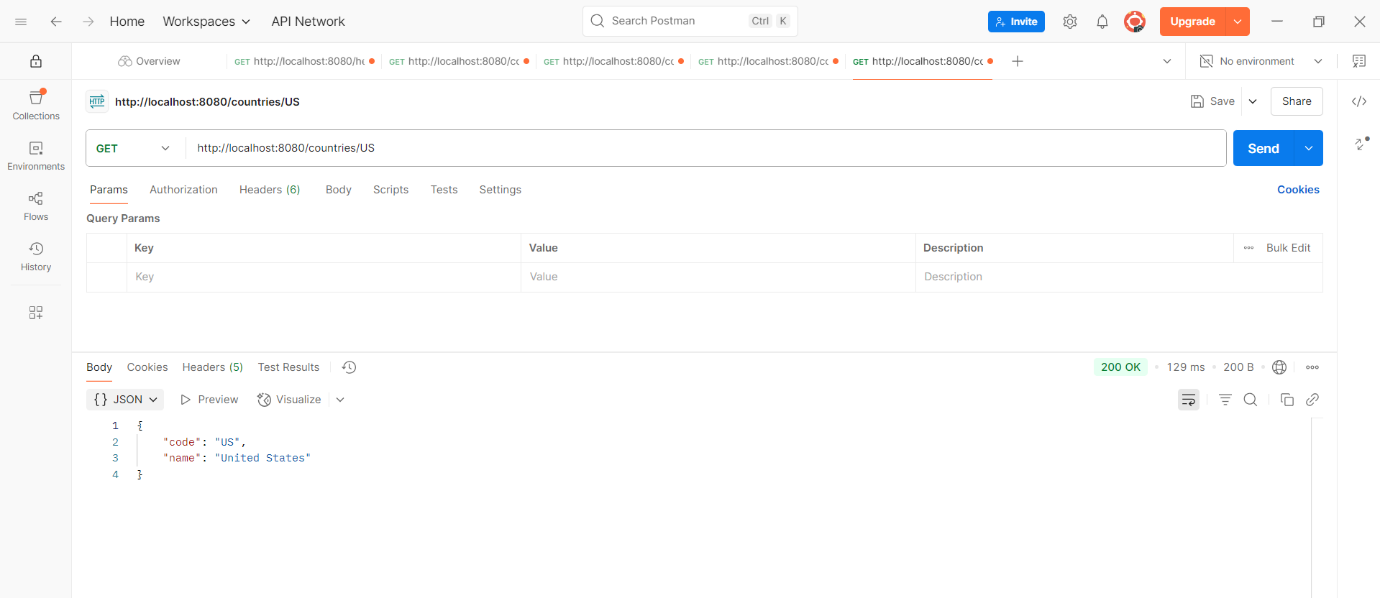 Home Workspaces API Network Search Postman Ctrl K Invite Upgrade
Overview GET http://localhost:8080/he GET http://localhost:8080/cc GET http://localhost:8080/cc GET http://localhost:8080/cc GET http://localhost:8080/cc No environment
Collections
Environments
Flows
History
HTTP http://localhost:8080/countries/US Save Share
GET http://localhost:8080/countries/US Send
Params Authorization Headers (6) Body Scripts Tests Settings Cookies
Query Params
Key Value Description Bulk Edit
Key Value Description
Body Cookies Headers (5) Test Results 200 OK 129 ms 200 B
{} JSON Preview Visualize
1 {
2 "code": "US",
3 "name": "United States"
4 }